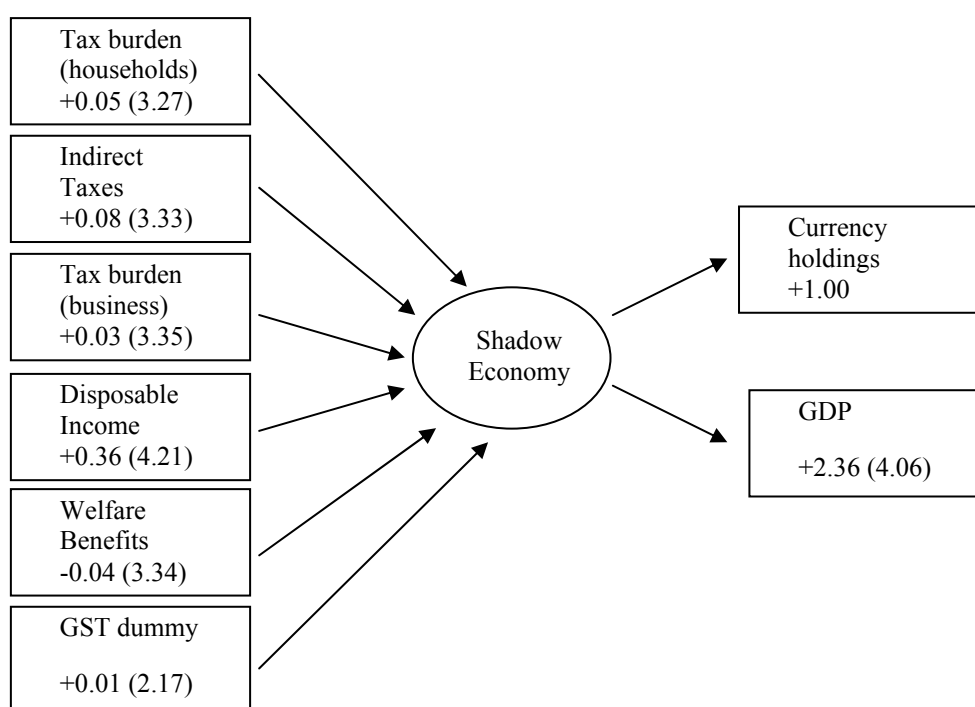 Tax burden
(households)
+0.05 (3.27)
Indirect
Taxes
+0.08 (3.33)
Tax burden
(business)
+0.03 (3.35)
Disposable
Income
+0.36 (4.21)
Welfare
Benefits
-0.04 (3.34)
GST dummy
+0.01 (2.17)
Shadow
Economy
Currency
holdings
+1.00
GDP
+2.36 (4.06)